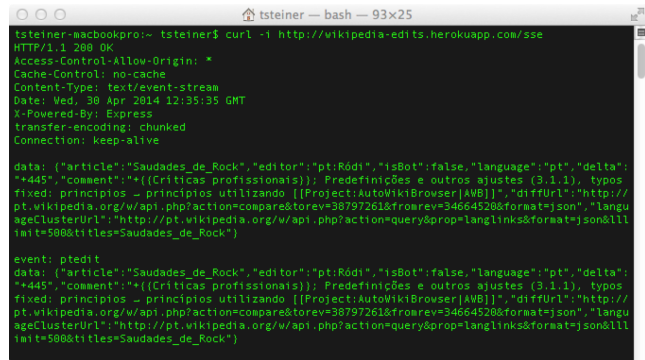 tsteiner — bash — 93×25
tsteiner-macbookpro:~ tsteiner$ curl -i http://wikipedia-edits.herokuapp.com/sse
HTTP/1.1 200 OK
Access-Control-Allow-Origin: *
Cache-Control: no-cache
Content-Type: text/event-stream
Date: Wed, 30 Apr 2014 12:35:35 GMT
X-Powered-By: Express
transfer-encoding: chunked
Connection: keep-alive
data: {"article":"Saudades_de_Rock","editor":"pt:Ródi","isBot":false,"language":"pt","delta":
"+445","comment":"+{{Críticas profissionais}}; Predefinições e outros ajustes (3.1.1), typos
fixed: principios → princípios utilizando [[Project:AutoWikiBrowser|AWB]]","diffUrl":"http://
pt.wikipedia.org/w/api.php?action=compare&torev=38797261&fromrev=34664520&format=json","langu
ageClusterUrl":"http://pt.wikipedia.org/w/api.php?action=query&prop=langlinks&format=json&lll
imit=500&titles=Saudades_de_Rock"}
event: ptedit
data: {"article":"Saudades_de_Rock","editor":"pt:Ródi","isBot":false,"language":"pt","delta":
"+445","comment":"+{{Críticas profissionais}}; Predefinições e outros ajustes (3.1.1), typos
fixed: principios → princípios utilizando [[Project:AutoWikiBrowser|AWB]]","diffUrl":"http://
pt.wikipedia.org/w/api.php?action=compare&torev=38797261&fromrev=34664520&format=json","langu
ageClusterUrl":"http://pt.wikipedia.org/w/api.php?action=query&prop=langlinks&format=json&lll
imit=500&titles=Saudades_de_Rock"}